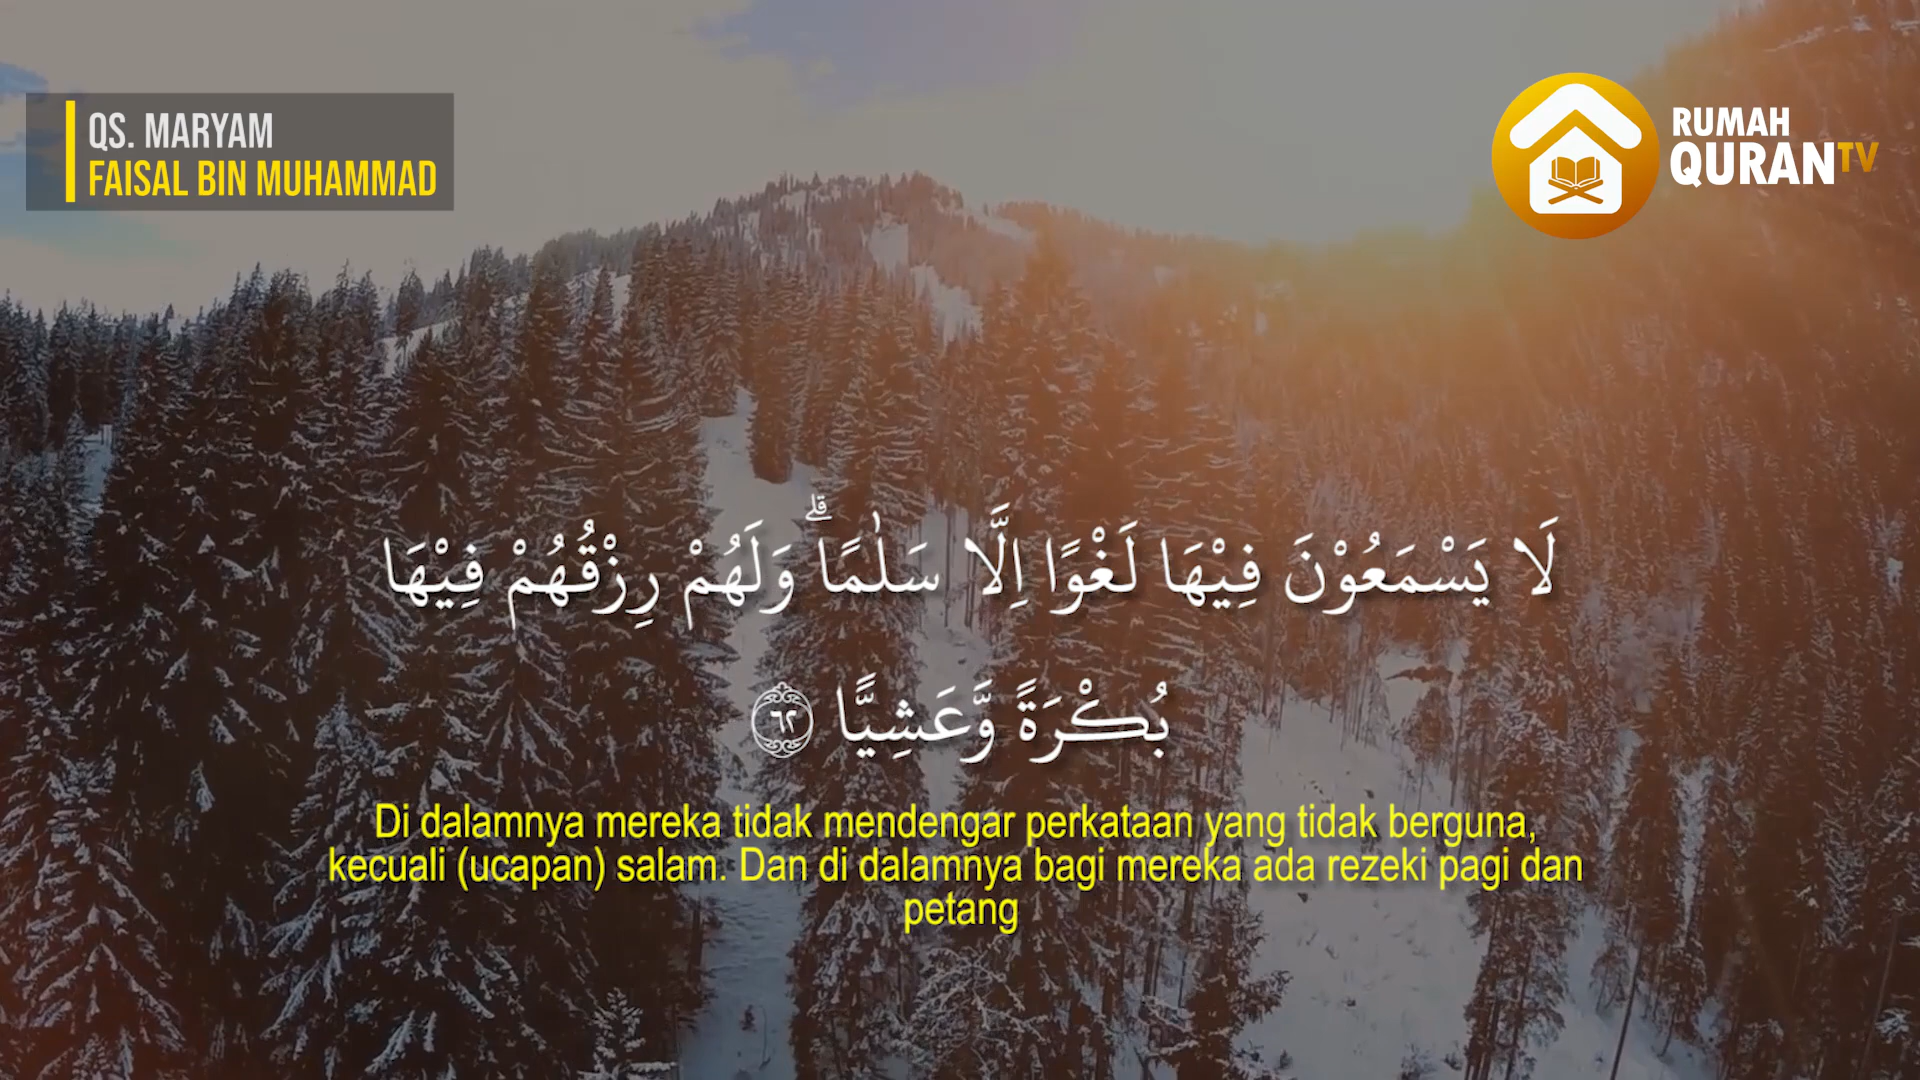 QS. MARYAM
FAISAL BIN MUHAMMAD
RUMAH
QURANTV
لَا يَسْمَعُوْنَ فِيْهَا لَغْوًا اِلَّا سَلٰمًاۗ وَلَهُمْ رِزْقُهُمْ فِيْهَا
بُكْرَةً وَّعَشِيًّا ٦٢
Di dalamnya mereka tidak mendengar perkataan yang tidak berguna,
kecuali (ucapan) salam. Dan di dalamnya bagi mereka ada rezeki pagi dan
petang